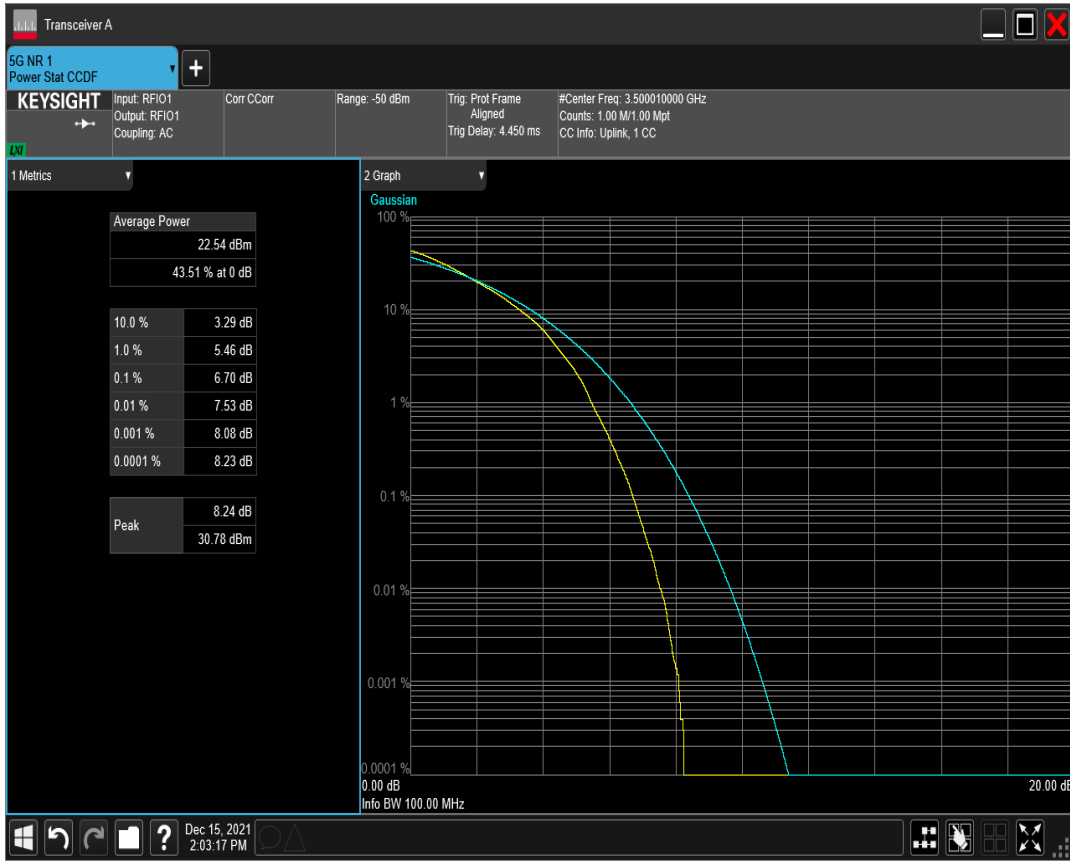 Transceiver A
5G NR 1
Power Stat CCDF
KEYSIGHT
LXI
Input: RFIO1
Output: RFIO1
Coupling: AC
Corr CCorr
Range: -50 dBm
Trig: Prot Frame
Aligned
Trig Delay: 4.450 ms
#Center Freq: 3.500010000 GHz
Counts: 1.00 M/1.00 Mpt
CC Info: Uplink, 1 CC
1 Metrics
Average Power
22.54 dBm
43.51 % at 0 dB
10.0 % 3.29 dB
1.0 % 5.46 dB
0.1 % 6.70 dB
0.01 % 7.53 dB
0.001 % 8.08 dB
0.0001 % 8.23 dB
Peak 8.24 dB
30.78 dBm
2 Graph
Gaussian
100 %
10 %
1 %
0.1 %
0.01 %
0.001 %
0.0001 %
0.00 dB 20.00 dB
Info BW 100.00 MHz
?
Dec 15, 2021
2:03:17 PM